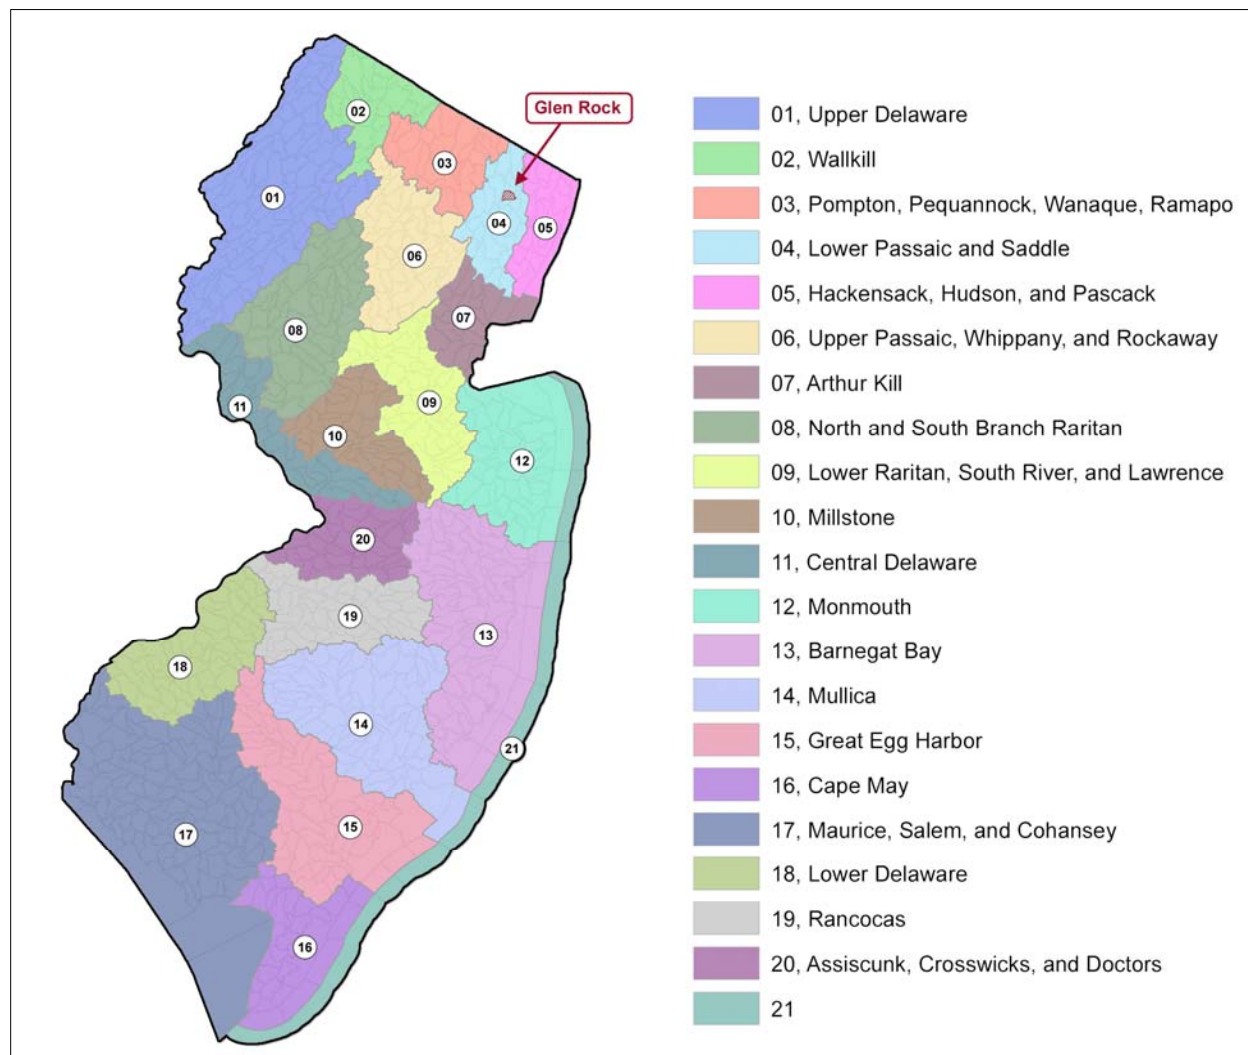 Glen Rock
02
03
01
04
05
06
07
08
09
11
10
12
20
19
13
18
14
21
15
17
16
01, Upper Delaware
02, Wallkill
03, Pompton, Pequannock, Wanaque, Ramapo
04, Lower Passaic and Saddle
05, Hackensack, Hudson, and Pascack
06, Upper Passaic, Whippany, and Rockaway
07, Arthur Kill
08, North and South Branch Raritan
09, Lower Raritan, South River, and Lawrence
10, Millstone
11, Central Delaware
12, Monmouth
13, Barnegat Bay
14, Mullica
15, Great Egg Harbor
16, Cape May
17, Maurice, Salem, and Cohansey
18, Lower Delaware
19, Rancocas
20, Assiscunk, Crosswicks, and Doctors
21